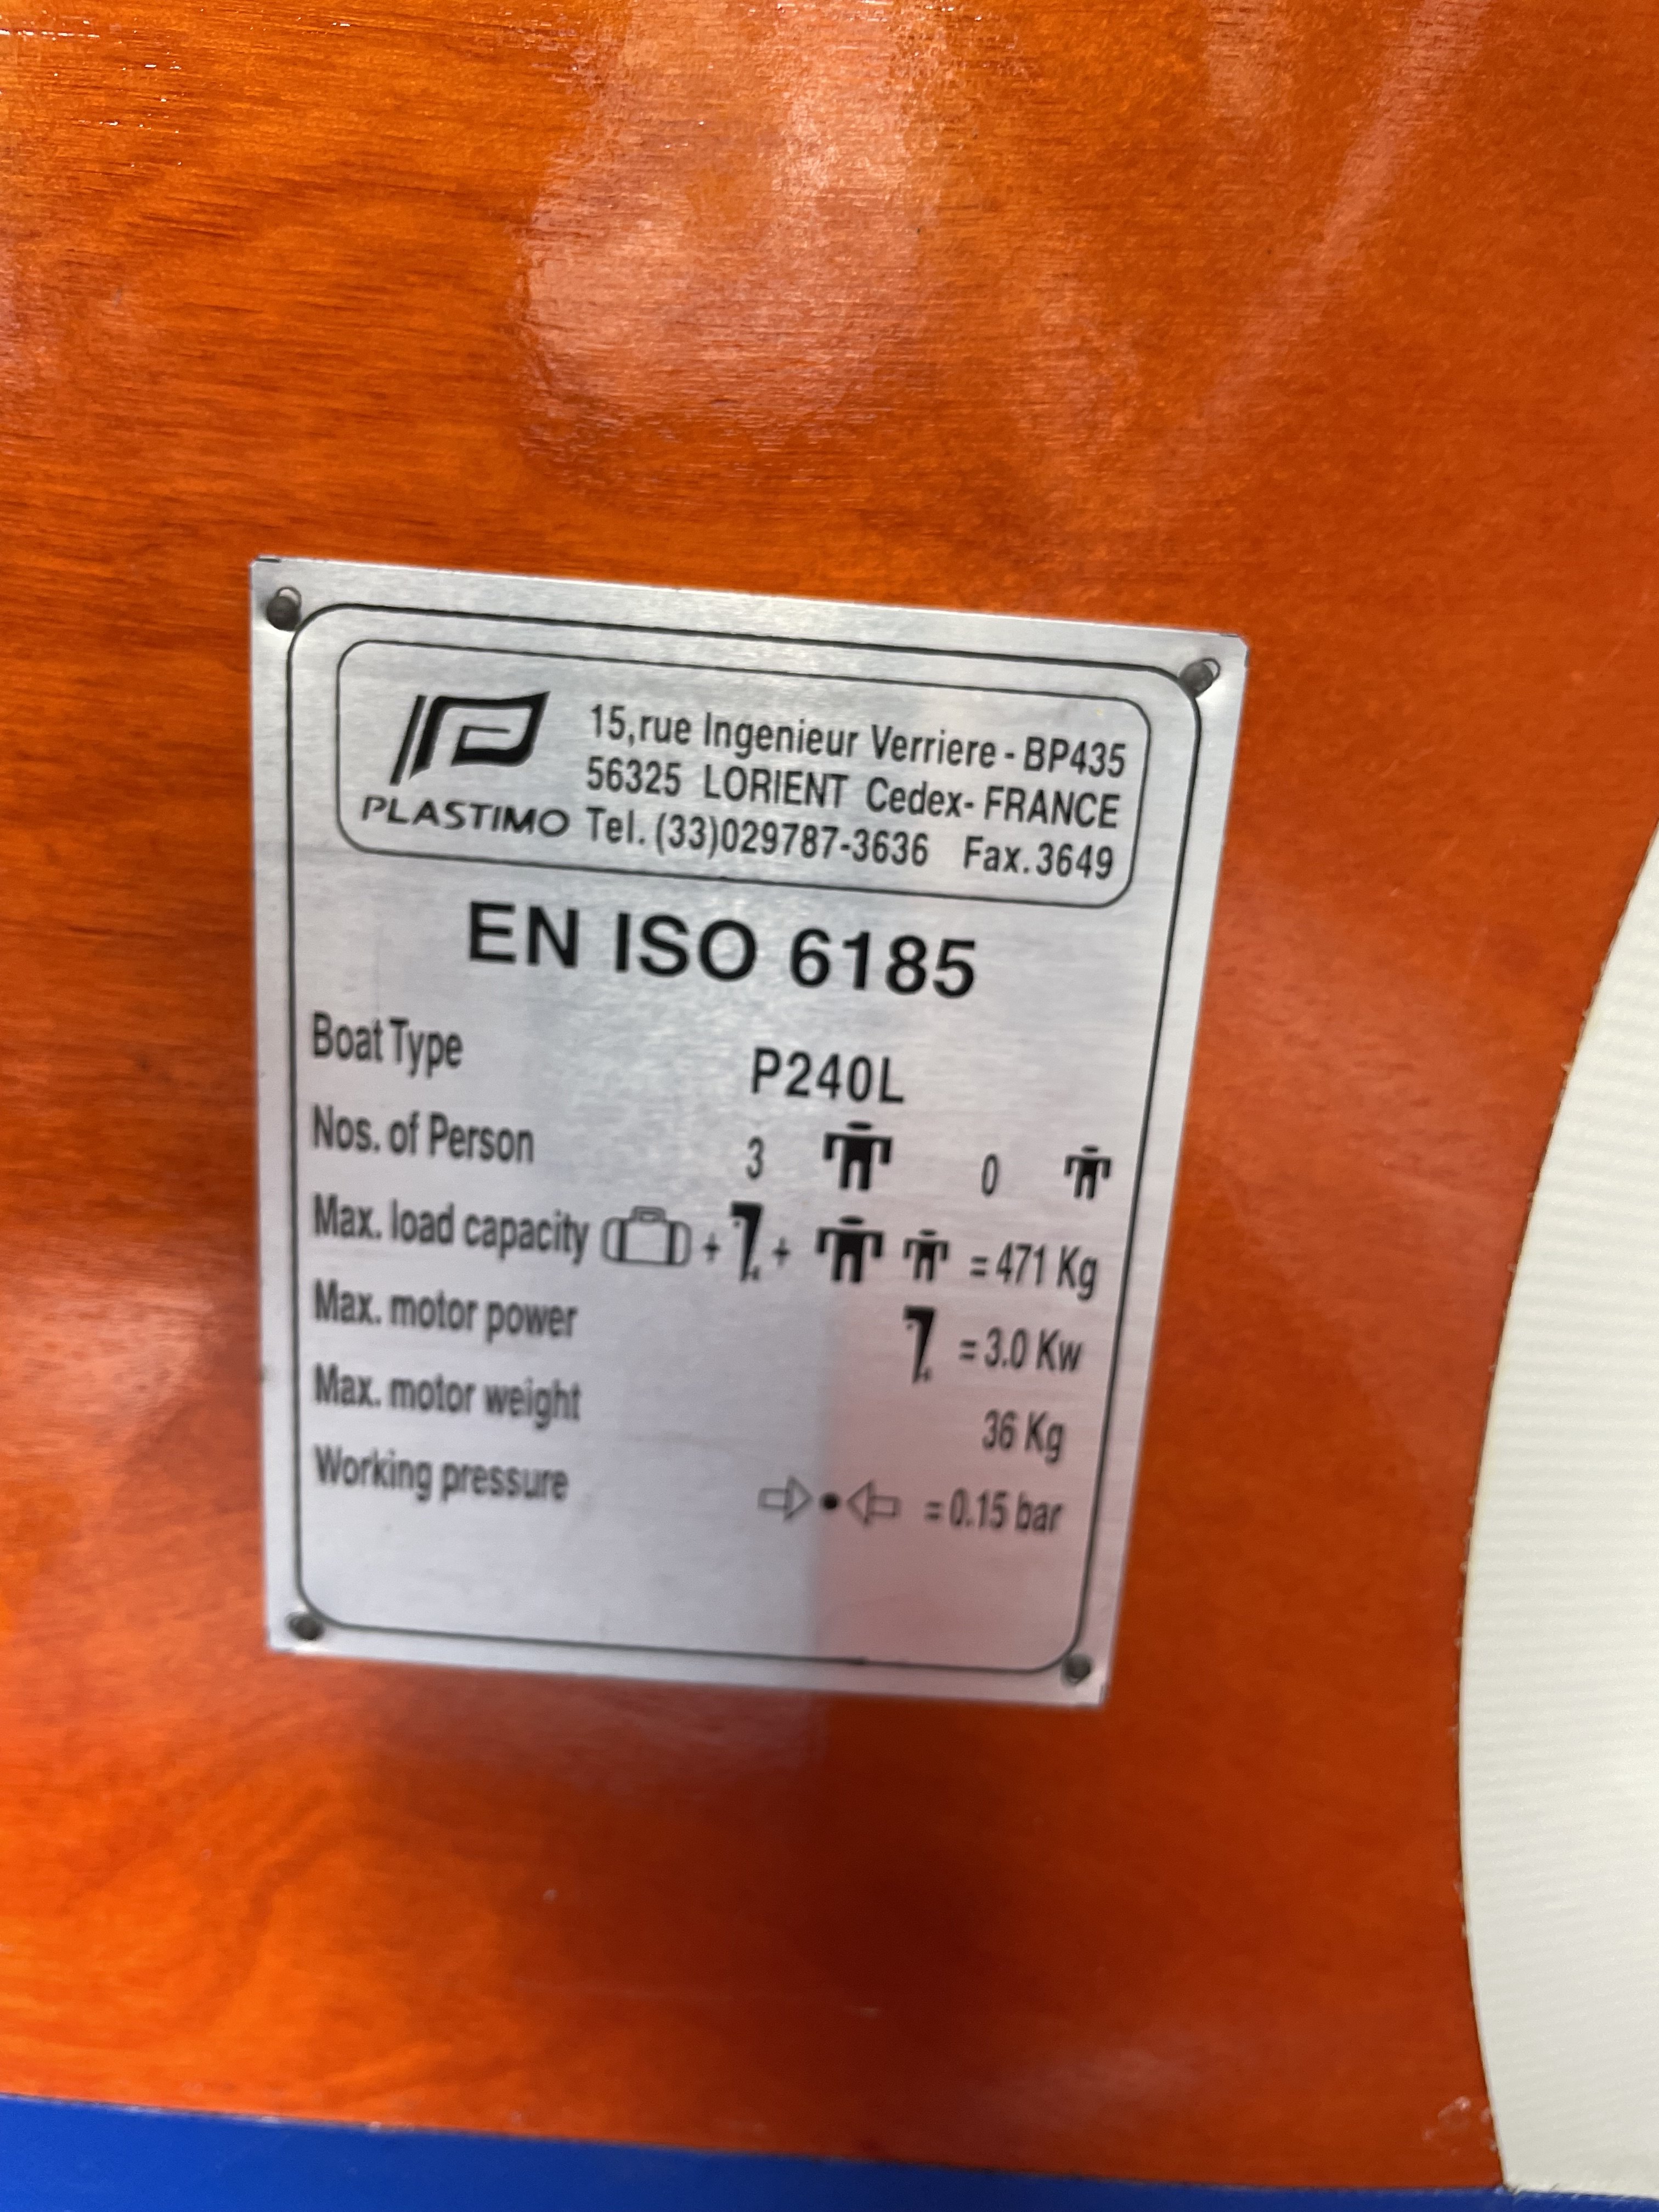 PLASTIMO
15,rue Ingenieur Verriere - BP435
56325 LORIENT Cedex- FRANCE
Tel. (33)029787-3636 Fax.3649
EN ISO 6185
Boat Type P240L
Nos. of Person 3 0
Max. load capacity + + = 471 Kg
Max. motor power = 3.0 Kw
Max. motor weight 36 Kg
Working pressure = 0.15 bar